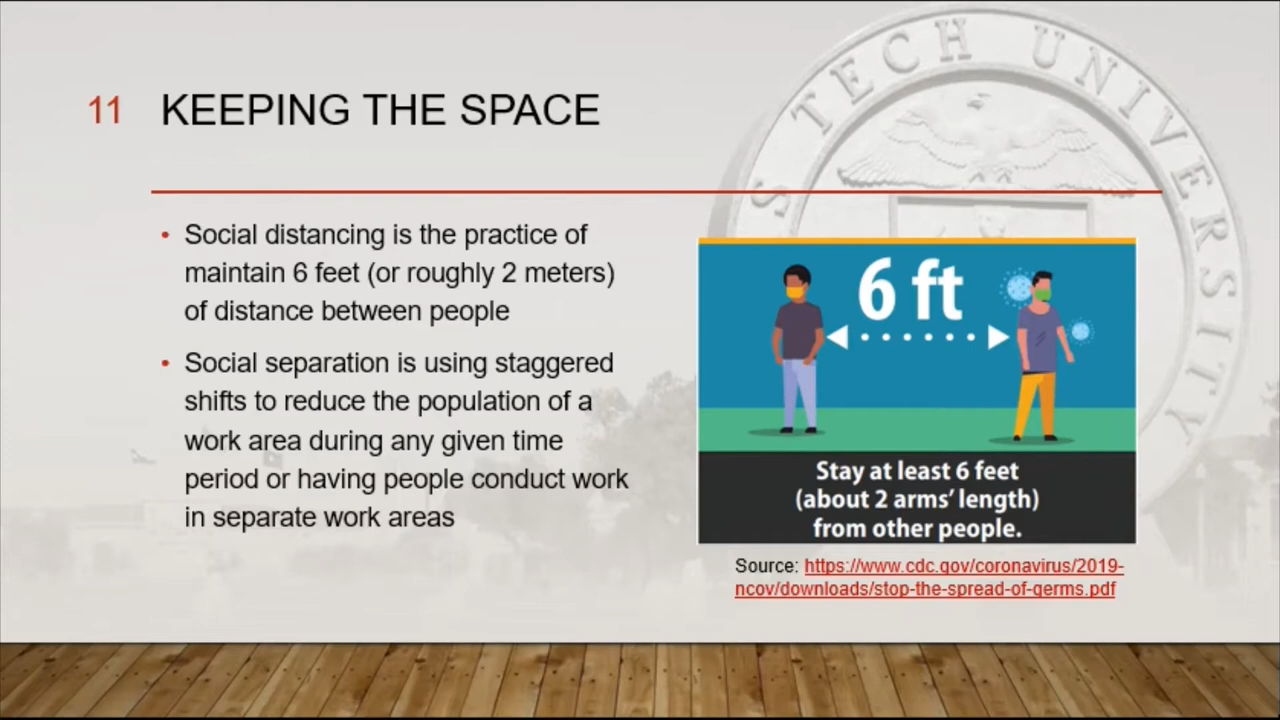 S TECH UNIVERSITY
11 KEEPING THE SPACE
• Social distancing is the practice of
maintain 6 feet (or roughly 2 meters)
of distance between people
• Social separation is using staggered
shifts to reduce the population of a
work area during any given time
period or having people conduct work
in separate work areas
6 ft
Stay at least 6 feet
(about 2 arms’ length)
from other people.
Source: https://www.cdc.gov/coronavirus/2019-
ncov/downloads/stop-the-spread-of-germs.pdf